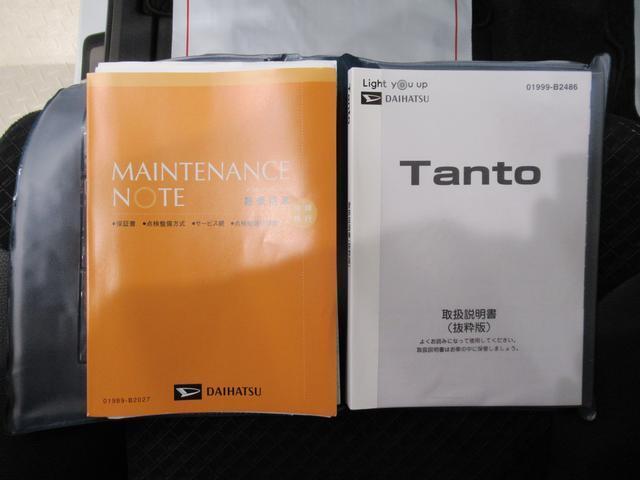 MAINTENANCE
NOTE
•保証書 •点検整備方式 •サービス網
DAIHATSU
01989-B2027
Light you up
DAIHATSU
01999-B2486
Tanto
取扱説明書
(抜粋版)
よくお読みになって使用してください。
取扱説明書はお車の中に保管しましょう。
Tanto